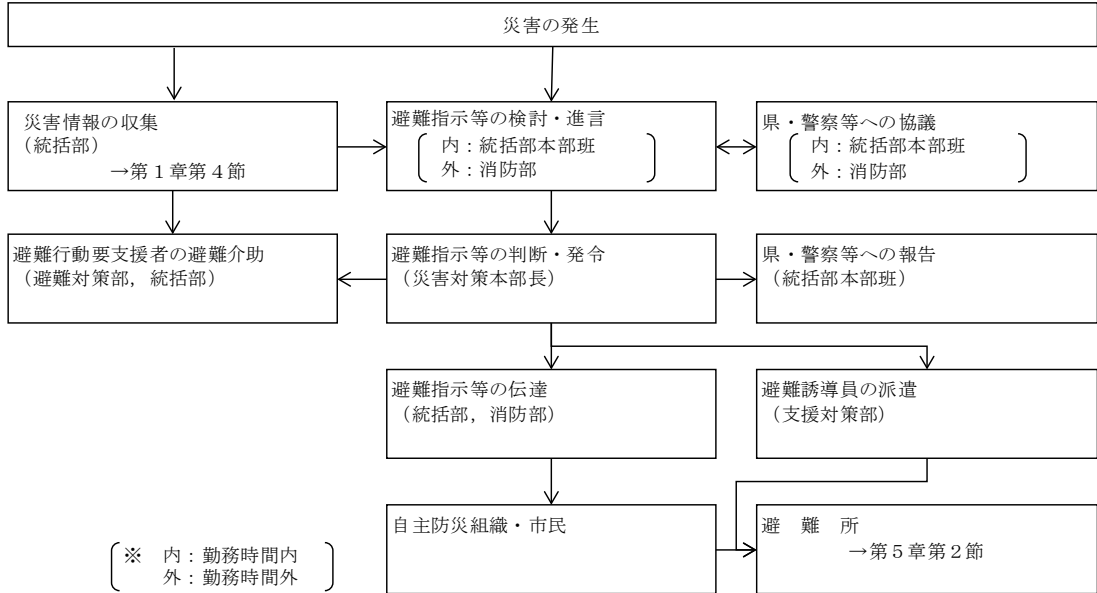 災害の発生
災害情報の収集
(統括部)
→第１章第４節
避難指示等の検討・進言
内：統括部本部班
外：消防部
県・警察等への協議
内：統括部本部班
外：消防部
避難行動要支援者の避難介助
（避難対策部，統括部）
避難指示等の判断・発令
（災害対策本部長）
県・警察等への報告
（統括部本部班）
避難指示等の伝達
（統括部，消防部）
避難誘導員の派遣
（支援対策部）
自主防災組織・市民
避　難　所
→第５章第２節
※　内：勤務時間内
外：勤務時間外